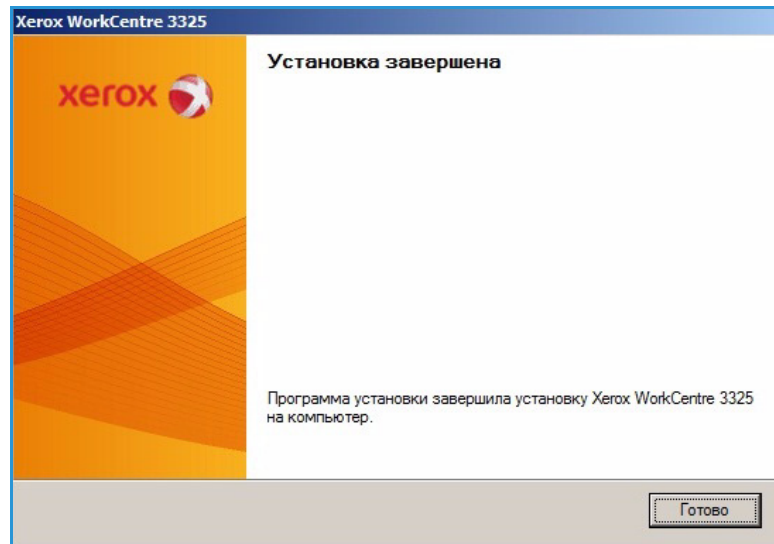 Xerox WorkCentre 3325
xerox
Установка завершена
Программа установки завершила установку Xerox WorkCentre 3325
на компьютер.
Готово